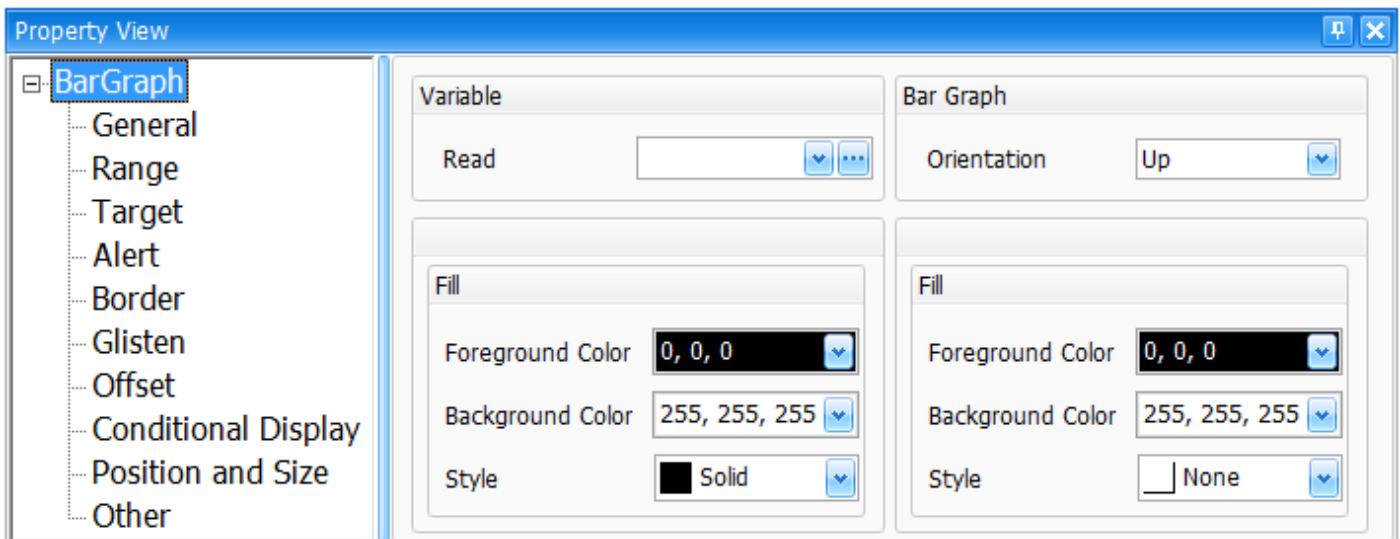 Property View
BarGraph
General
Range
Target
Alert
Border
Glisten
Offset
Conditional Display
Position and Size
Other
Variable
Read
Bar Graph
Orientation Up
Fill
Foreground Color 0, 0, 0
Background Color 255, 255, 255
Style Solid
Fill
Foreground Color 0, 0, 0
Background Color 255, 255, 255
Style None